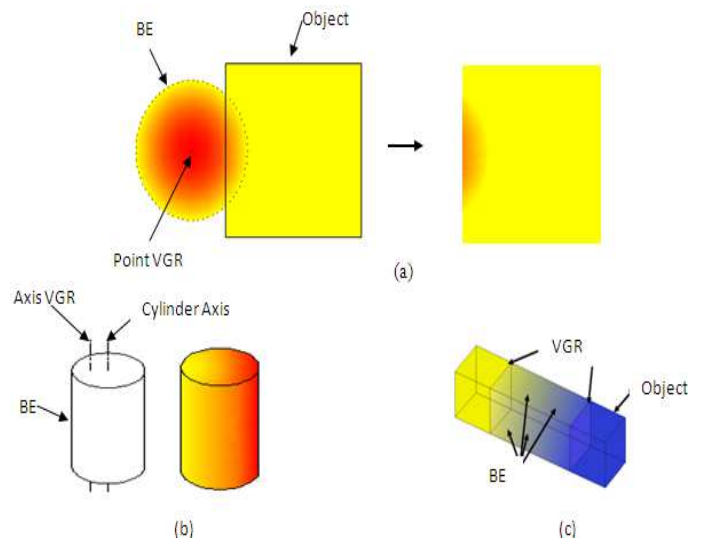 BE
Object
Point VGR
(a)
Axis VGR
Cylinder Axis
BE
(b)
VGR
Object
BE
(c)